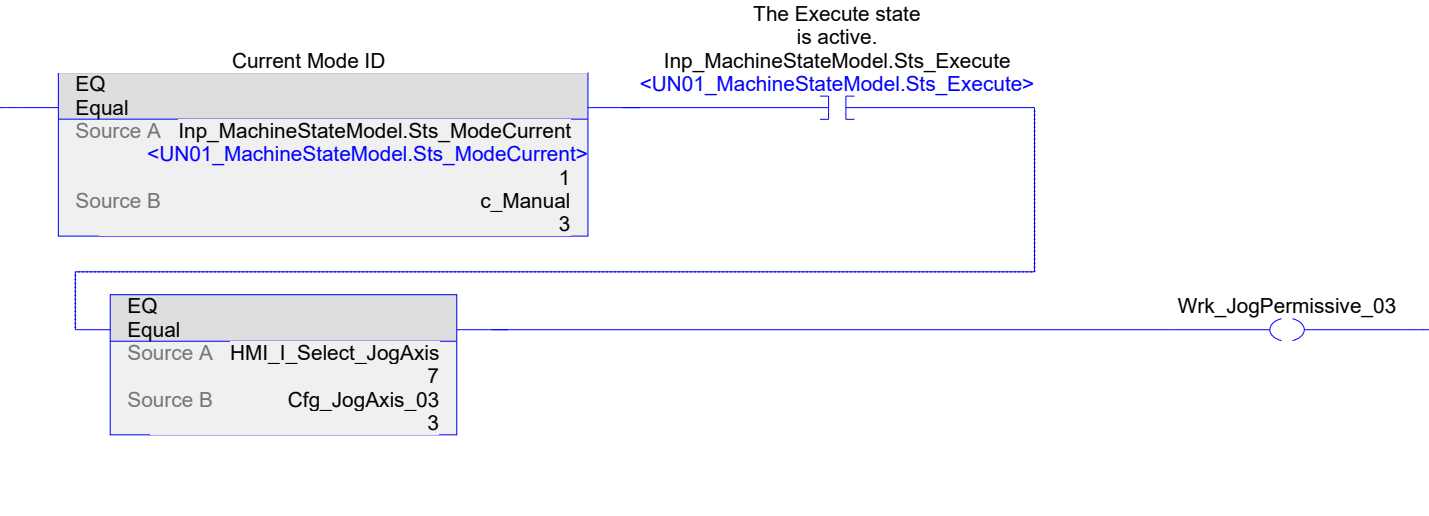 The Execute state
is active.
Current Mode ID
Inp_MachineStateModel.Sts_Execute
EQ
<UN01_MachineStateModel.Sts_Execute>
Equal
Source A Inp_MachineStateModel.Sts_ModeCurrent
<UN01_MachineStateModel.Sts_ModeCurrent>
1
Source B c_Manual
3
EQ
Wrk_JogPermissive_03
Equal
Source A HMI_I_Select_JogAxis
7
Source B Cfg_JogAxis_03
3